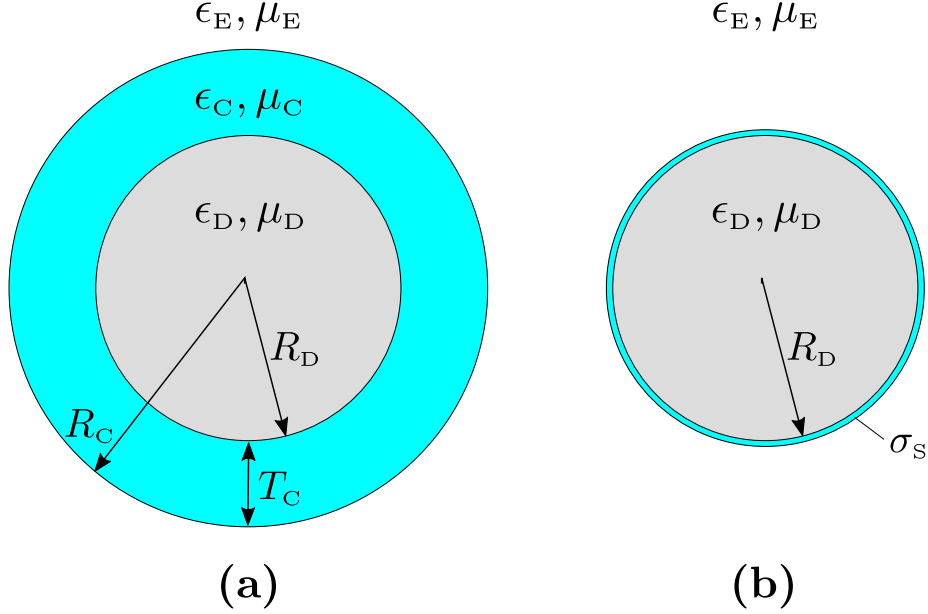 ϵE, μE
ϵC, μC
ϵD, μD
RD
RC
TC
(a)
ϵE, μE
ϵD, μD
RD
σS
(b)